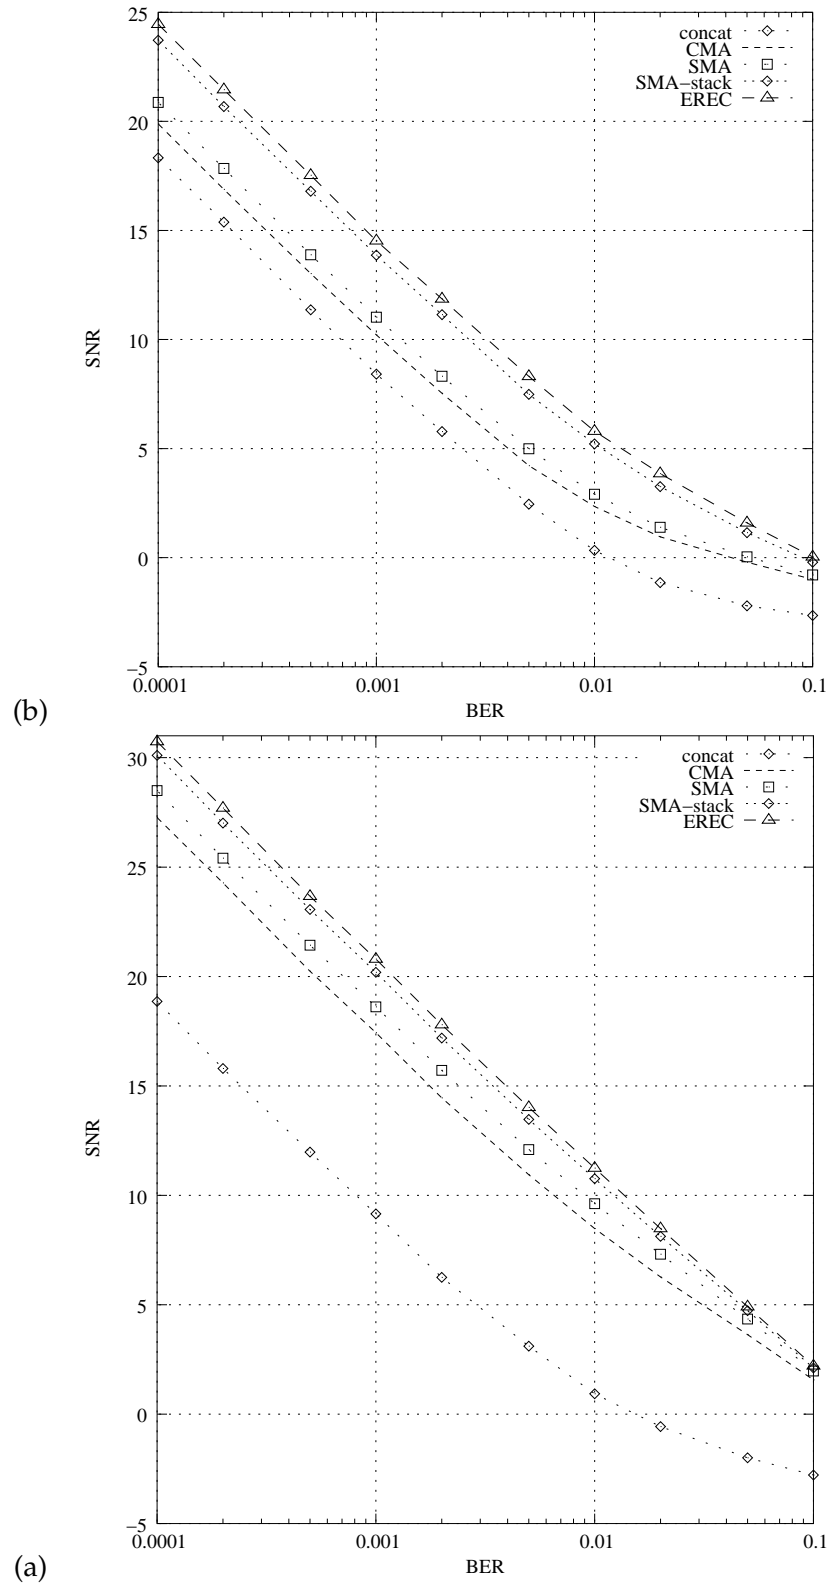 25
20
15
10
5
0
−5
SNR
concat
CMA
SMA
SMA−stack
EREC
0.0001
0.001
0.01
0.1
BER
(b)
30
25
20
15
10
5
0
−5
SNR
concat
CMA
SMA
SMA−stack
EREC
0.0001
0.001
0.01
0.1
BER
(a)